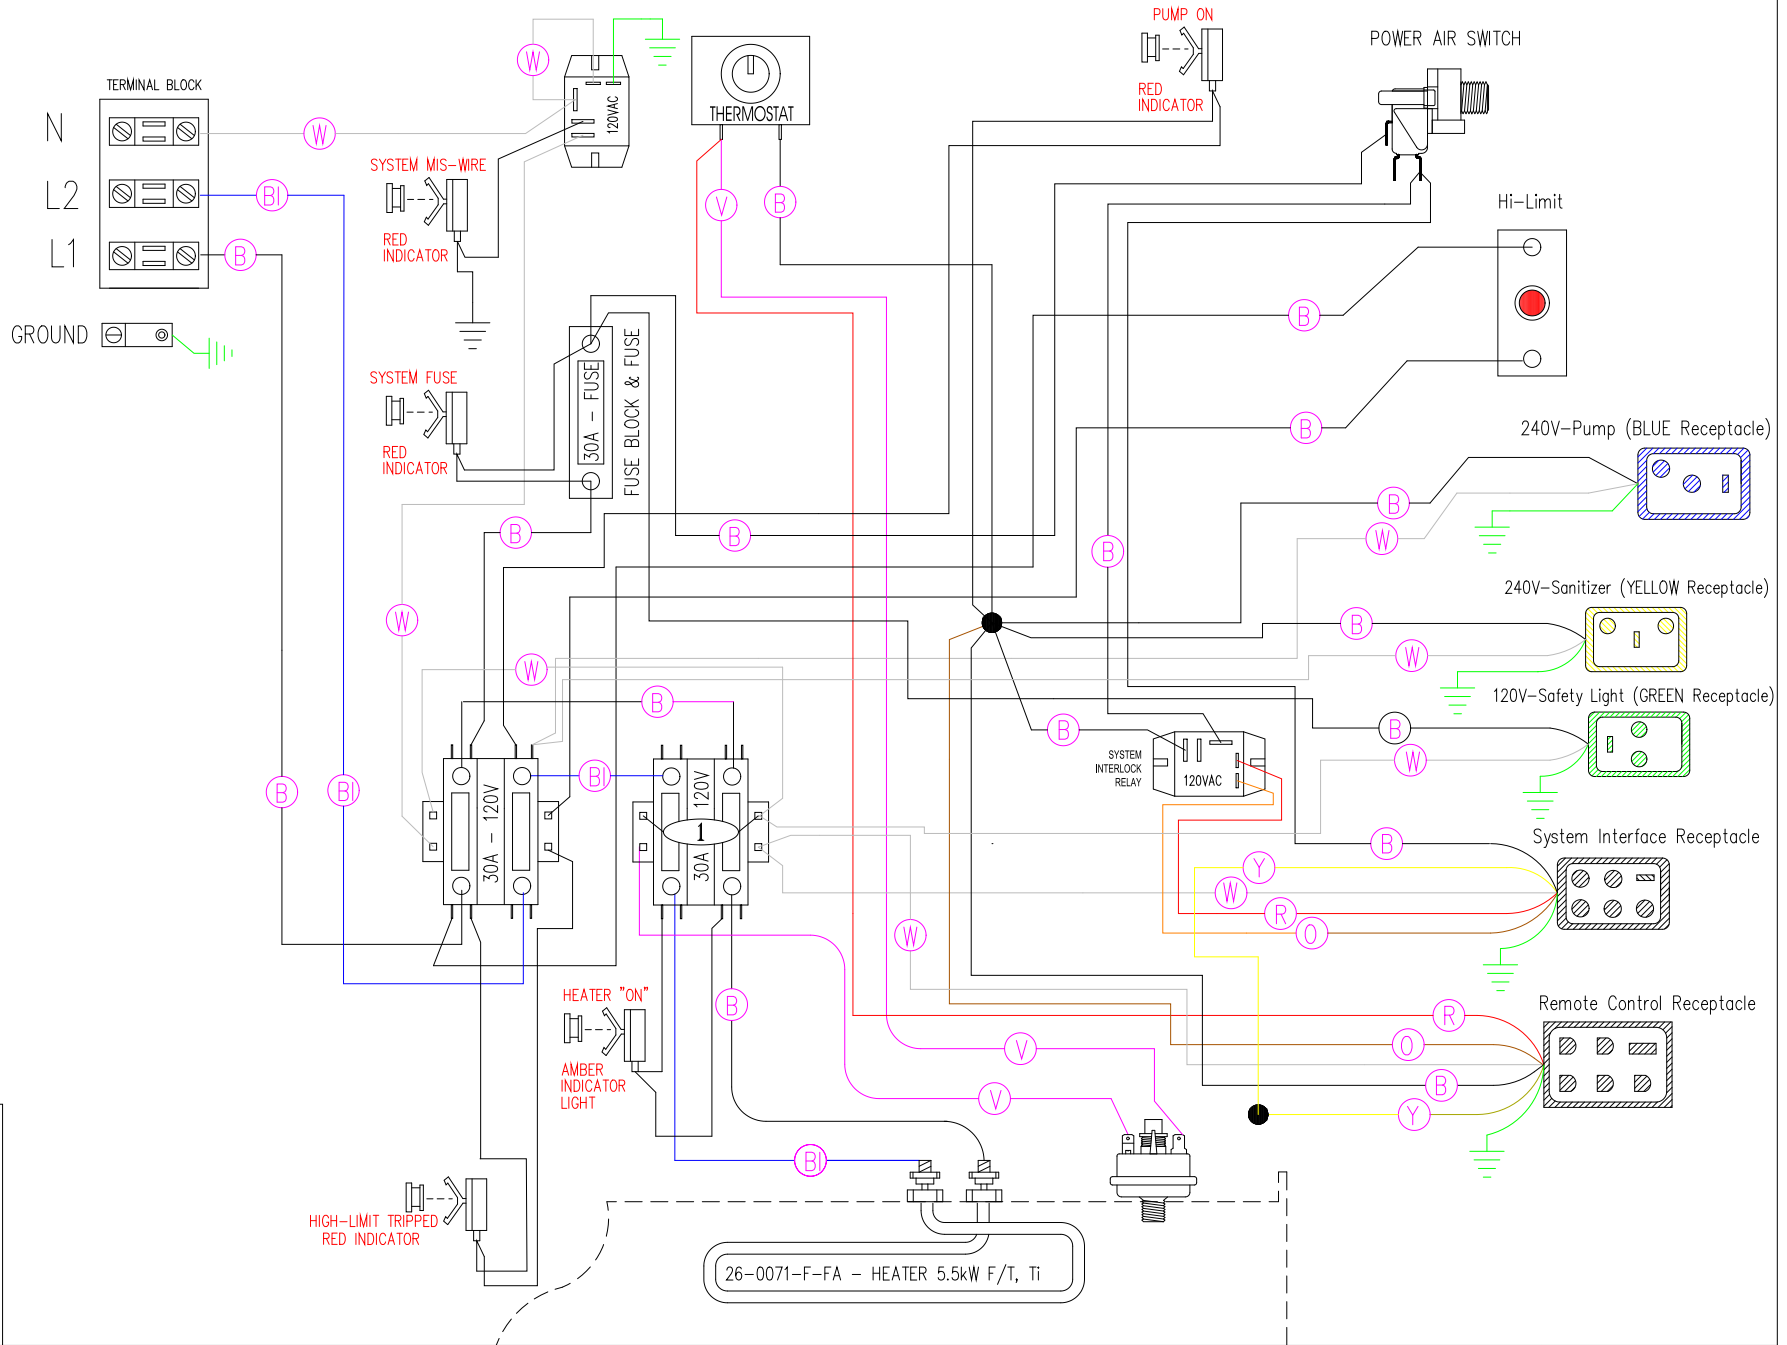 PUMP ON
POWER AIR SWITCH
W
TERMINAL BLOCK
RED
INDICATOR
120VAC
THERMOSTAT
N
W
SYSTEM MIS-WIRE
L2
Bl
V
B
Hi-Limit
RED
INDICATOR
L1
B
B
GROUND
SYSTEM FUSE
30A - FUSE
FUSE BLOCK & FUSE
B
240V-Pump (BLUE Receptacle)
RED
INDICATOR
B
B
B
W
B
240V-Sanitizer (YELLOW Receptacle)
W
B
W
W
120V-Safety Light (GREEN Receptacle)
B
B
B
SYSTEM
INTERLOCK
RELAY
120VAC
W
B
Bl
Bl
30A - 120V
30A
120V
1
System Interface Receptacle
B
Y
W
R
O
W
HEATER "ON"
B
Remote Control Receptacle
R
O
V
AMBER
INDICATOR
LIGHT
B
V
Y
Bl
HIGH-LIMIT TRIPPED
RED INDICATOR
26-0071-F-FA - HEATER 5.5kW F/T, Ti